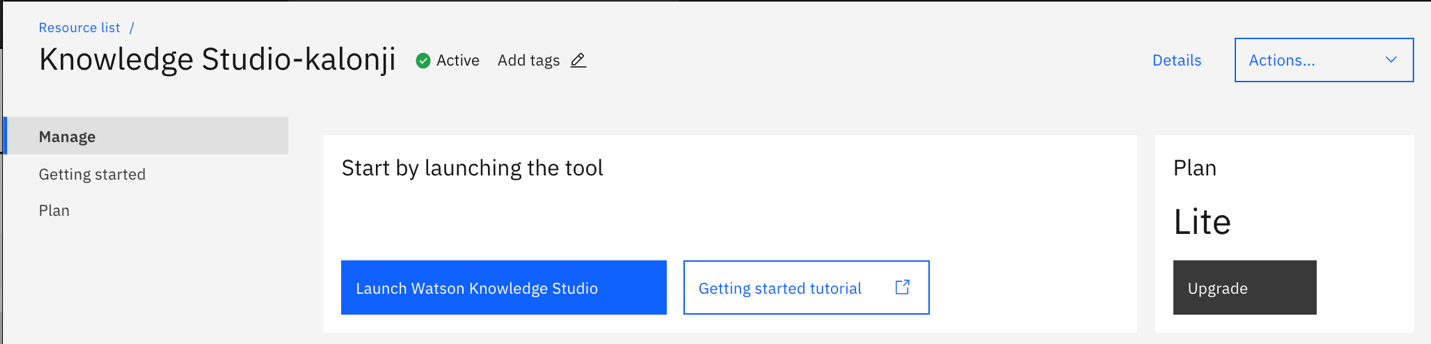 Resource list /
Knowledge Studio-kalonji Active Add tags Details Actions...
Manage
Getting started
Plan
Start by launching the tool
Launch Watson Knowledge Studio Getting started tutorial
Plan
Lite
Upgrade